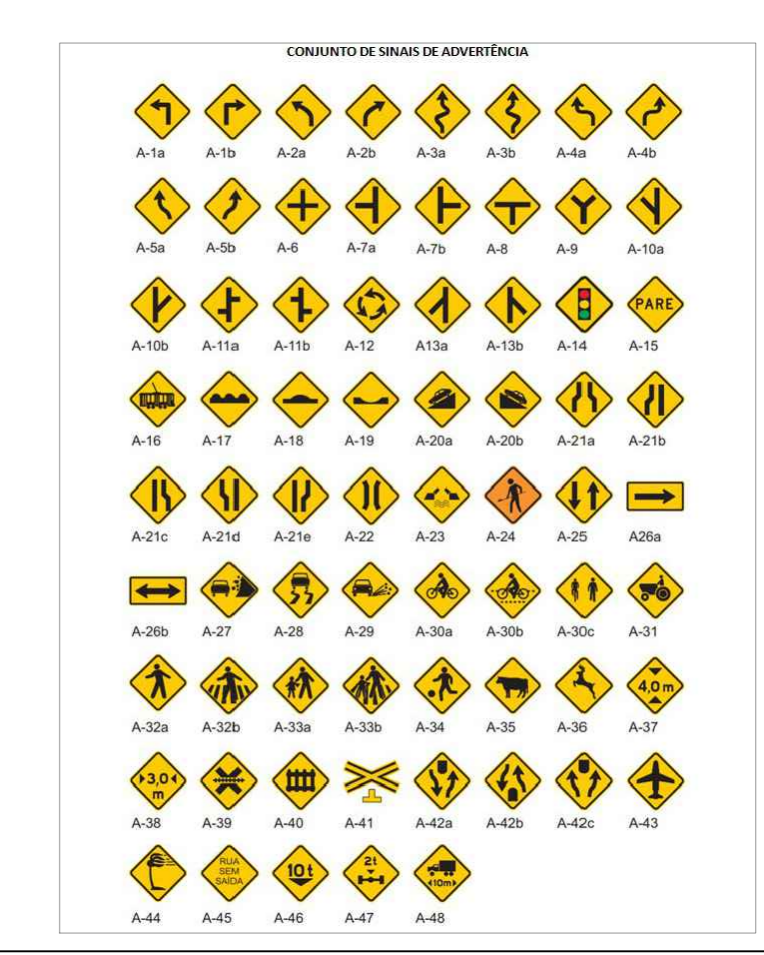 CONJUNTO DE SINAIS DE ADVERTÊNCIA
A-1a A-1b A-2a A-2b A-3a A-3b A-4a A-4b
A-5a A-5b A-6 A-7a A-7b A-8 A-9 A-10a
PARE
A-10b A-11a A-11b A-12 A13a A-13b A-14 A-15
A-16 A-17 A-18 A-19 A-20a A-20b A-21a A-21b
A-21c A-21d A-21e A-22 A-23 A-24 A-25 A26a
A-26b A-27 A-28 A-29 A-30a A-30b A-30c A-31
4,0 m
A-32a A-32b A-33a A-33b A-34 A-35 A-36 A-37
3,0
m
A-38 A-39 A-40 A-41 A-42a A-42b A-42c A-43
RUA
SEM
SAÍDA
10 t
2t
10m
A-44 A-45 A-46 A-47 A-48